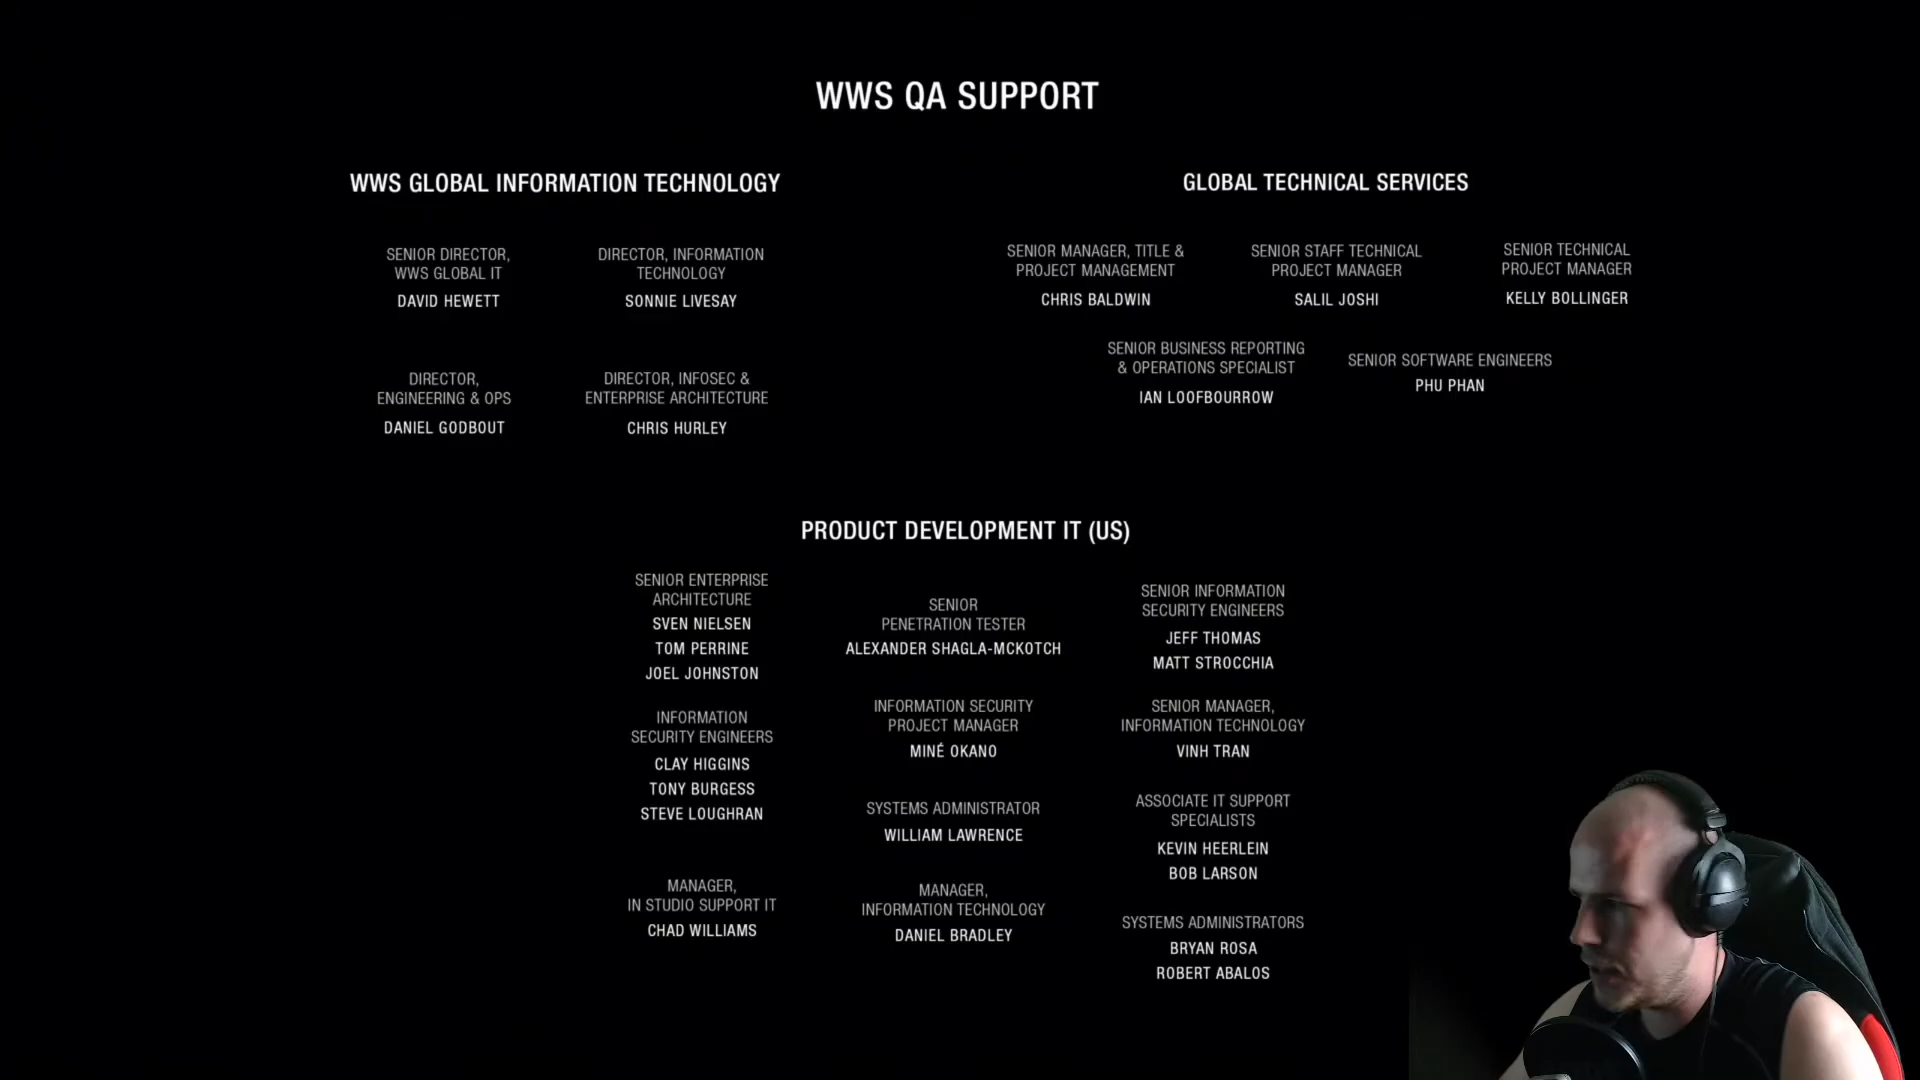 WWS QA SUPPORT
WWS GLOBAL INFORMATION TECHNOLOGY
SENIOR DIRECTOR,
WWS GLOBAL IT
DAVID HEWETT
DIRECTOR, INFORMATION
TECHNOLOGY
SONNIE LIVESAY
DIRECTOR,
ENGINEERING & OPS
DANIEL GODBOUT
DIRECTOR, INFOSEC &
ENTERPRISE ARCHITECTURE
CHRIS HURLEY
GLOBAL TECHNICAL SERVICES
SENIOR MANAGER, TITLE &
PROJECT MANAGEMENT
CHRIS BALDWIN
SENIOR STAFF TECHNICAL
PROJECT MANAGER
SALIL JOSHI
SENIOR TECHNICAL
PROJECT MANAGER
KELLY BOLLINGER
SENIOR BUSINESS REPORTING
& OPERATIONS SPECIALIST
IAN LOOFBOURROW
SENIOR SOFTWARE ENGINEERS
PHU PHAN
PRODUCT DEVELOPMENT IT (US)
SENIOR ENTERPRISE
ARCHITECTURE
SVEN NIELSEN
TOM PERRINE
JOEL JOHNSTON
INFORMATION
SECURITY ENGINEERS
CLAY HIGGINS
TONY BURGESS
STEVE LOUGHRAN
MANAGER,
IN STUDIO SUPPORT IT
CHAD WILLIAMS
SENIOR
PENETRATION TESTER
ALEXANDER SHAGLA-MCKOTCH
INFORMATION SECURITY
PROJECT MANAGER
MINÉ OKANO
SYSTEMS ADMINISTRATOR
WILLIAM LAWRENCE
MANAGER,
INFORMATION TECHNOLOGY
DANIEL BRADLEY
SENIOR INFORMATION
SECURITY ENGINEERS
JEFF THOMAS
MATT STROCCHIA
SENIOR MANAGER,
INFORMATION TECHNOLOGY
VINH TRAN
ASSOCIATE IT SUPPORT
SPECIALISTS
KEVIN HEERLEIN
BOB LARSON
SYSTEMS ADMINISTRATORS
BRYAN ROSA
ROBERT ABALOS